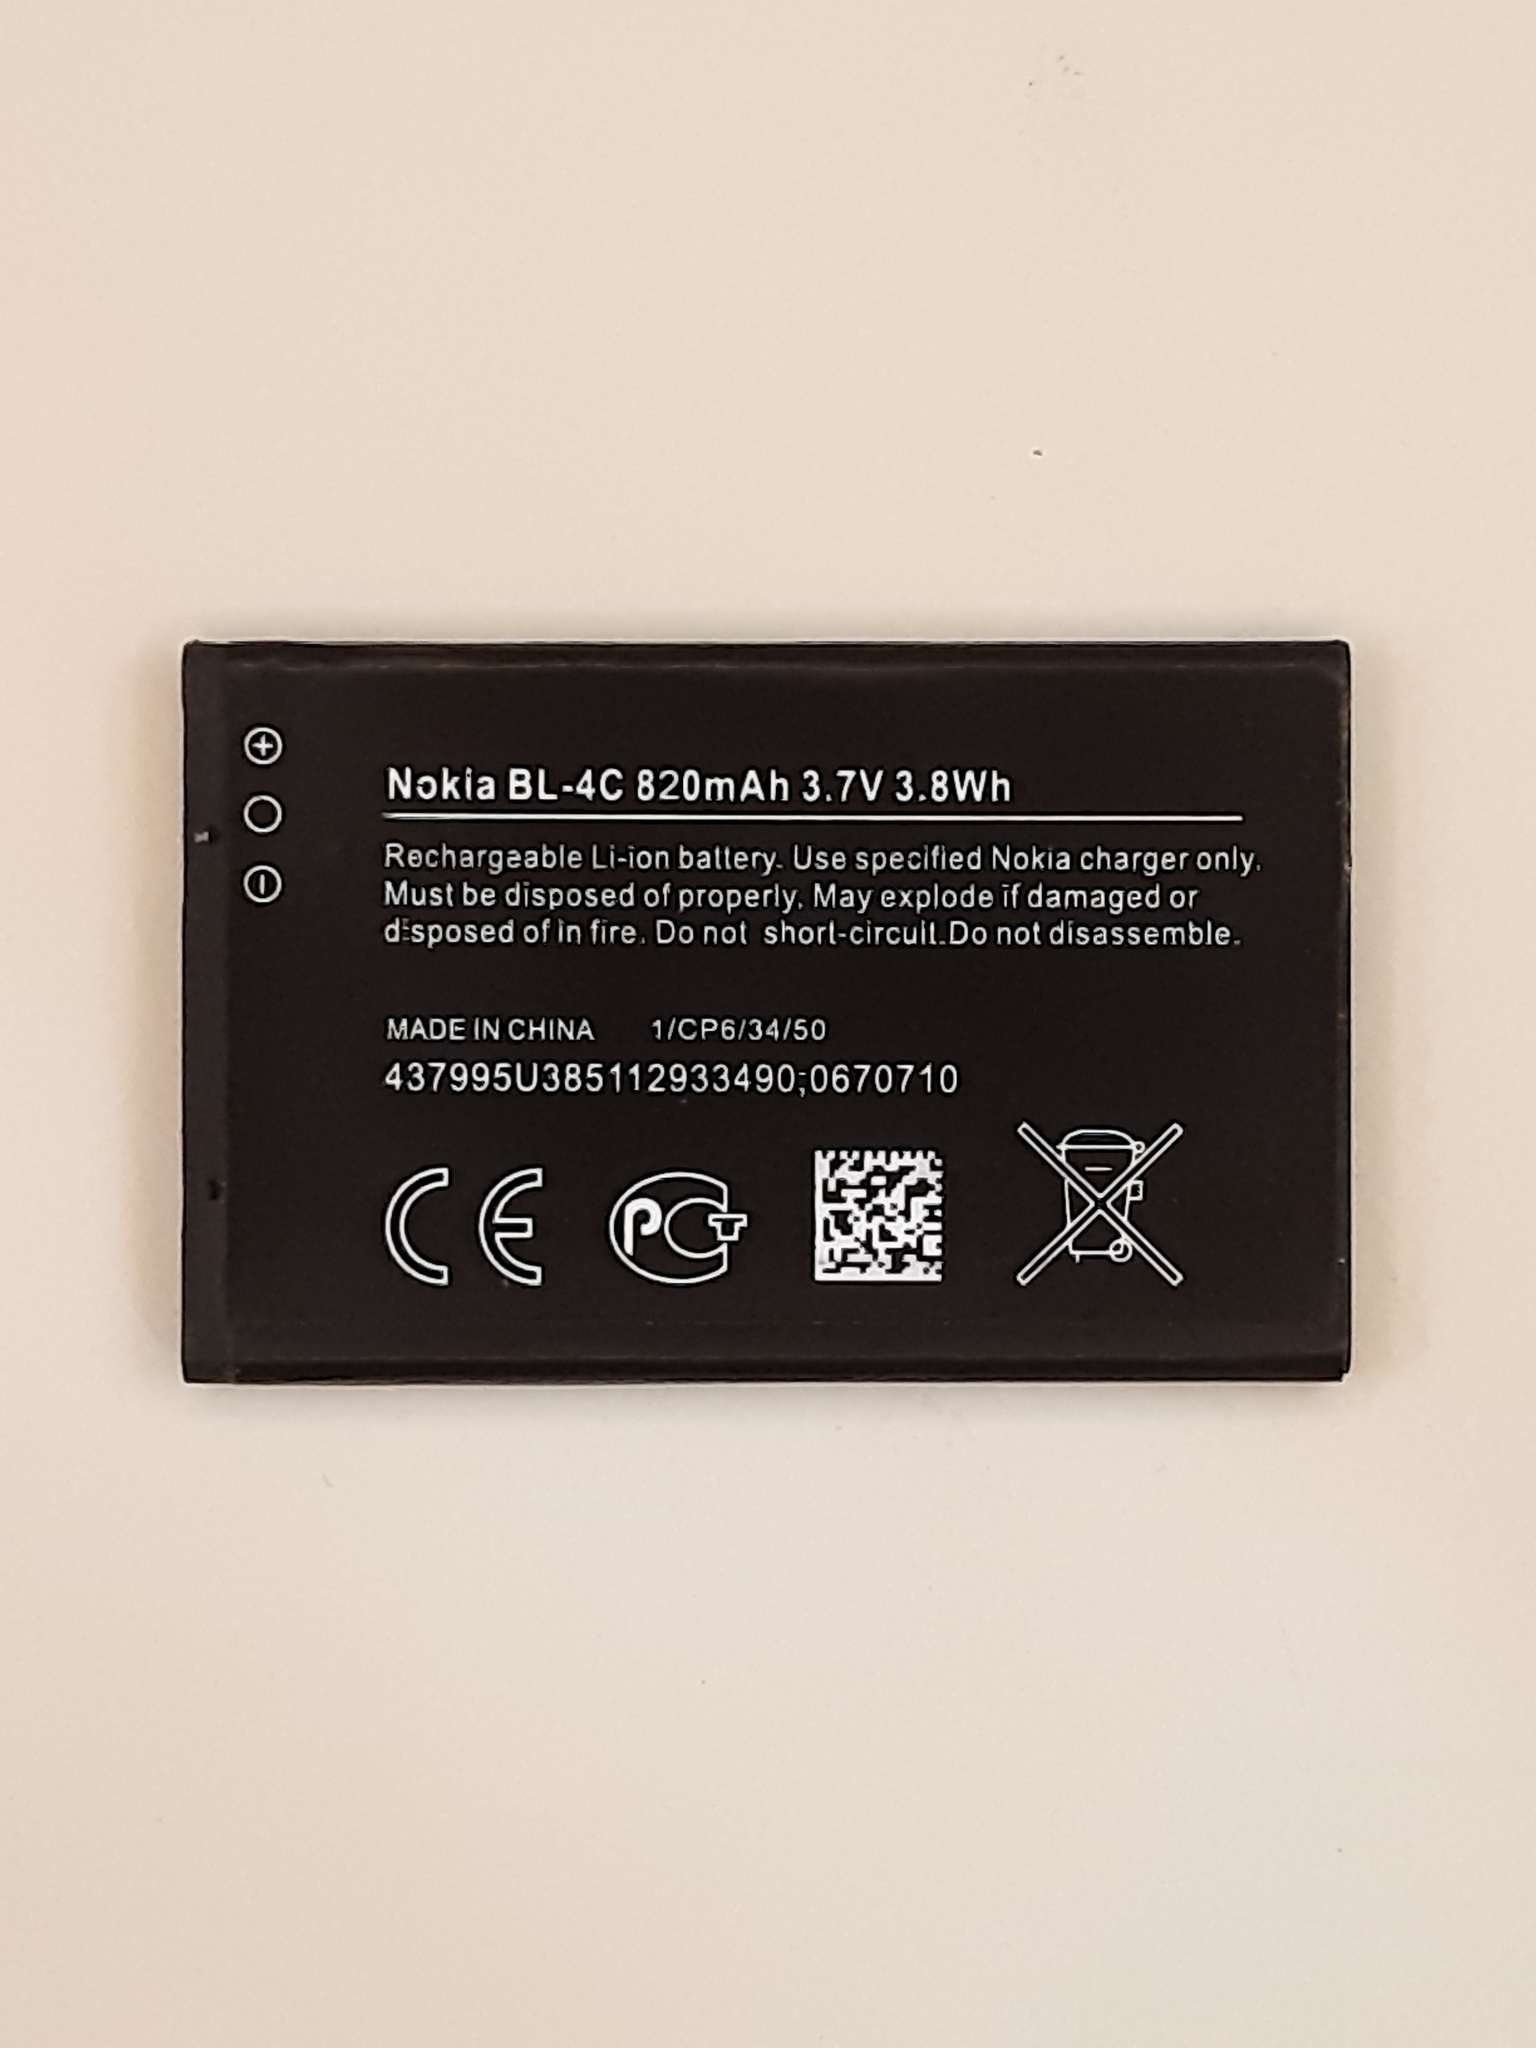 Nokia BL-4C 820mAh 3.7V 3.8Wh
Rechargeable Li-ion battery. Use specified Nokia charger only.
Must be disposed of properly. May explode if damaged or
disposed of in fire. Do not short-circuit.Do not disassemble.
MADE IN CHINA 1/CP6/34/50
437995U385112933490;0670710
CE PCT